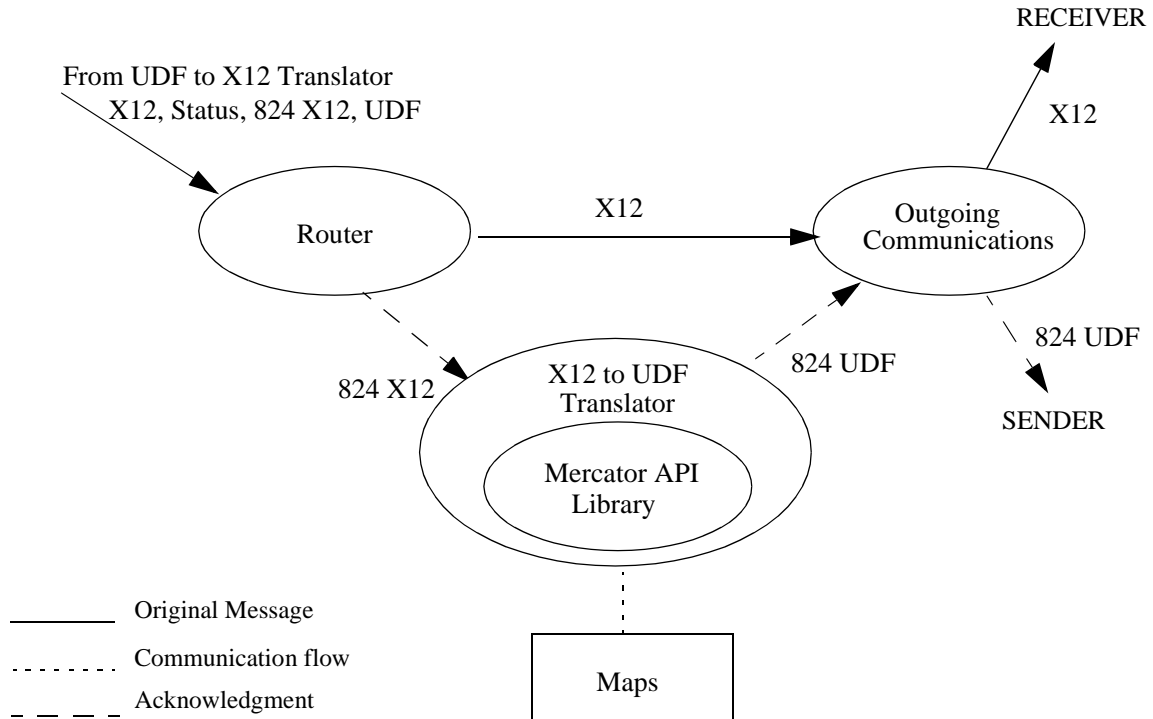 RECEIVER
From UDF to X12 Translator
X12, Status, 824 X12, UDF
X12
X12
Router
Outgoing
Communications
824 X12
X12 to UDF
Translator
824 UDF
824 UDF
SENDER
Mercator API
Library
Original Message
Communication flow
Maps
Acknowledgment